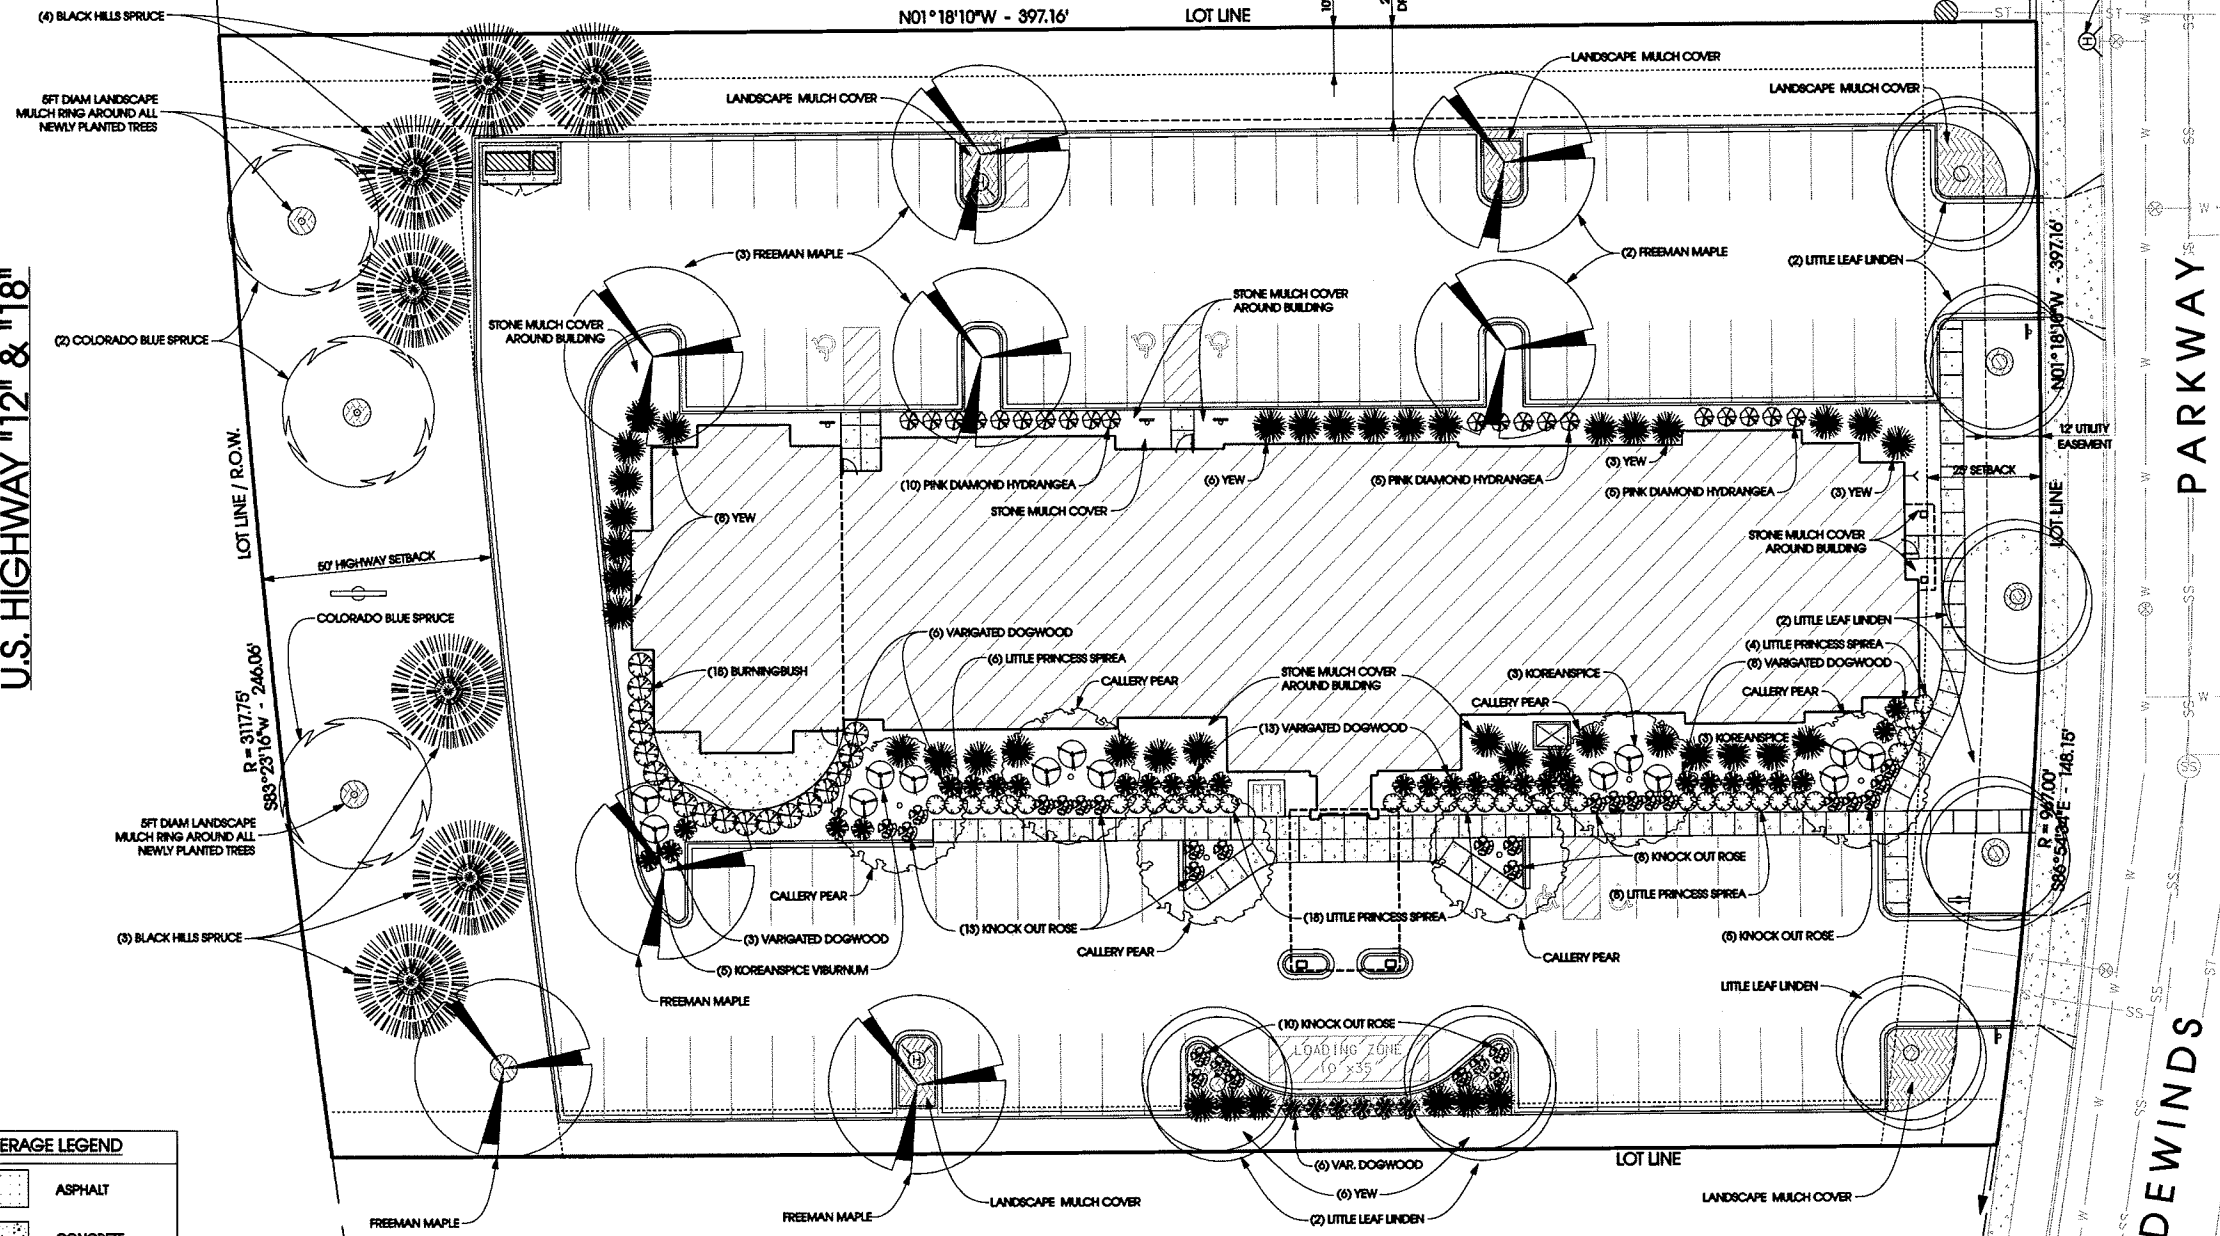 (4) BLACK HILLS SPRUCE
N01°18'10"W - 397.16'
LOT LINE
ST
ST
5FT DIAM LANDSCAPE
MULCH RING AROUND ALL
NEWLY PLANTED TREES
LANDSCAPE MULCH COVER
LANDSCAPE MULCH COVER
LANDSCAPE MULCH COVER
U.S. HIGHWAY "12" & "18"
(2) COLORADO BLUE SPRUCE
(3) FREEMAN MAPLE
(2) FREEMAN MAPLE
(2) LITTLE LEAF LINDEN
N01°18'10"W - 397.16'
PARKWAY
STONE MULCH COVER
AROUND BUILDING
STONE MULCH COVER
AROUND BUILDING
LOT LINE / R.O.W.
12' UTILITY
EASEMENT
25' SETBACK
LOT LINE
(10) PINK DIAMOND HYDRANGEA
STONE MULCH COVER
(6) YEW
(5) PINK DIAMOND HYDRANGEA
(3) YEW
(5) PINK DIAMOND HYDRANGEA
(3) YEW
(8) YEW
STONE MULCH COVER
AROUND BUILDING
50' HIGHWAY SETBACK
COLORADO BLUE SPRUCE
R = 3117.75'
S83°23'16"W - 246.06'
(6) VARIGATED DOGWOOD
(6) LITTLE PRINCESS SPIREA
(18) BURNINGBUSH
CALLERY PEAR
STONE MULCH COVER
AROUND BUILDING
(13) VARIGATED DOGWOOD
(3) KOREANSPICE
CALLERY PEAR
(3) KOREANSPICE
(2) LITTLE LEAF LINDEN
(4) LITTLE PRINCESS SPIREA
(8) VARIGATED DOGWOOD
CALLERY PEAR
5FT DIAM LANDSCAPE
MULCH RING AROUND ALL
NEWLY PLANTED TREES
(3) BLACK HILLS SPRUCE
CALLERY PEAR
(13) KNOCK OUT ROSE
(3) VARIGATED DOGWOOD
(5) KOREANSPICE VIBURNUM
FREEMAN MAPLE
CALLERY PEAR
(18) LITTLE PRINCESS SPIREA
CALLERY PEAR
(8) KNOCK OUT ROSE
(8) LITTLE PRINCESS SPIREA
(5) KNOCK OUT ROSE
LITTLE LEAF LINDEN
R = 967.00'
148.15'
(10) KNOCK OUT ROSE
LOADING ZONE
10'x35'
LOT LINE
(6) VAR. DOGWOOD
(6) YEW
(2) LITTLE LEAF LINDEN
LANDSCAPE MULCH COVER
FREEMAN MAPLE
FREEMAN MAPLE
LANDSCAPE MULCH COVER
DEWINDS
ERAGE LEGEND
ASPHALT
CONCRETE